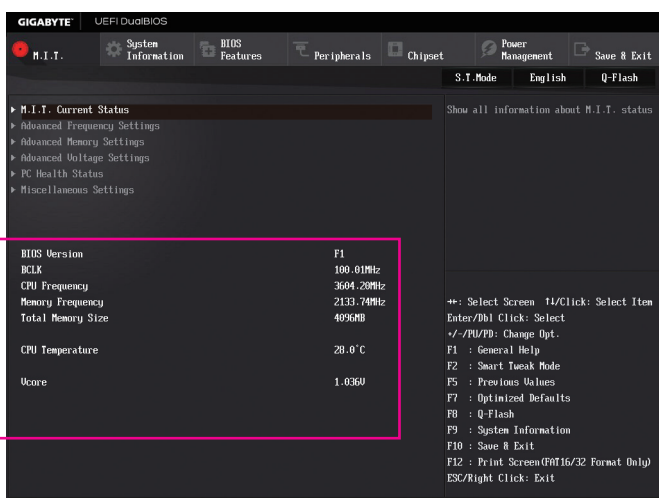 GIGABYTE™ UEFI DualBIOS
M.I.T.
System Information
BIOS Features
Peripherals
Chipset
Power Management
Save & Exit
S.T.Mode English Q-Flash
M.I.T. Current Status
Advanced Frequency Settings
Advanced Memory Settings
Advanced Voltage Settings
PC Health Status
Miscellaneous Settings
Show all information about M.I.T. status
BIOS Version F1
BCLK 100.01MHz
CPU Frequency 3604.20MHz
Memory Frequency 2133.74MHz
Total Memory Size 4096MB
CPU Temperature 28.0°C
Vcore 1.036V
→←: Select Screen ↑↓/Click: Select Item
Enter/Dbl Click: Select
+/-/PU/PD: Change Opt.
F1 : General Help
F2 : Smart Tweak Mode
F5 : Previous Values
F7 : Optimized Defaults
F8 : Q-Flash
F9 : System Information
F10 : Save & Exit
F12 : Print Screen(FAT16/32 Format Only)
ESC/Right Click: Exit